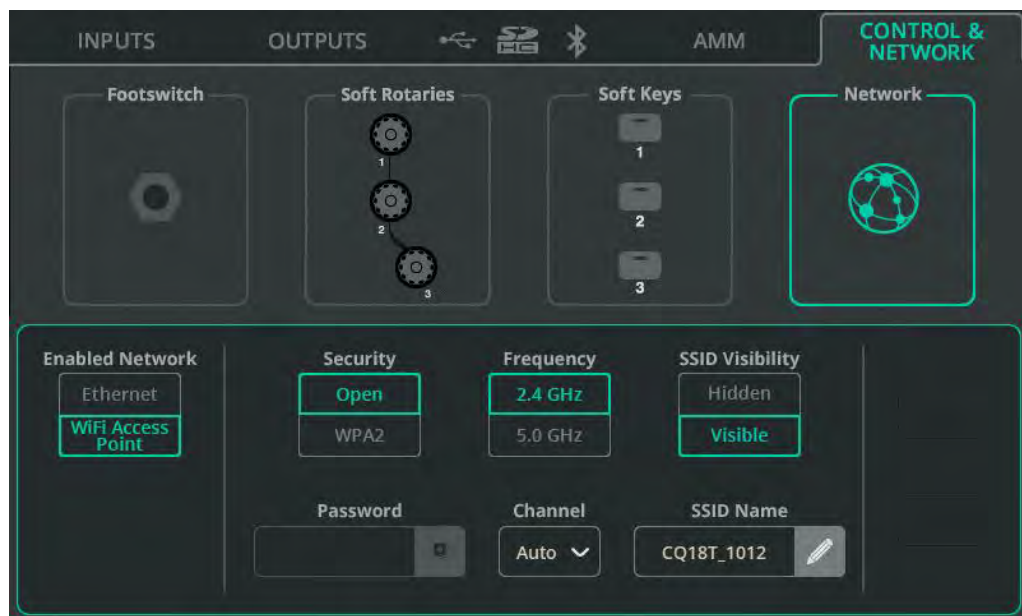 INPUTS
OUTPUTS
SD
HC
AMM
CONTROL &
NETWORK
Footswitch
Soft Rotaries
1
2
3
Soft Keys
1
2
3
Network
Enabled Network
Ethernet
WiFi Access
Point
Security
Open
WPA2
Frequency
2.4 GHz
5.0 GHz
SSID Visibility
Hidden
Visible
Password
Channel
Auto
SSID Name
CQ18T_1012